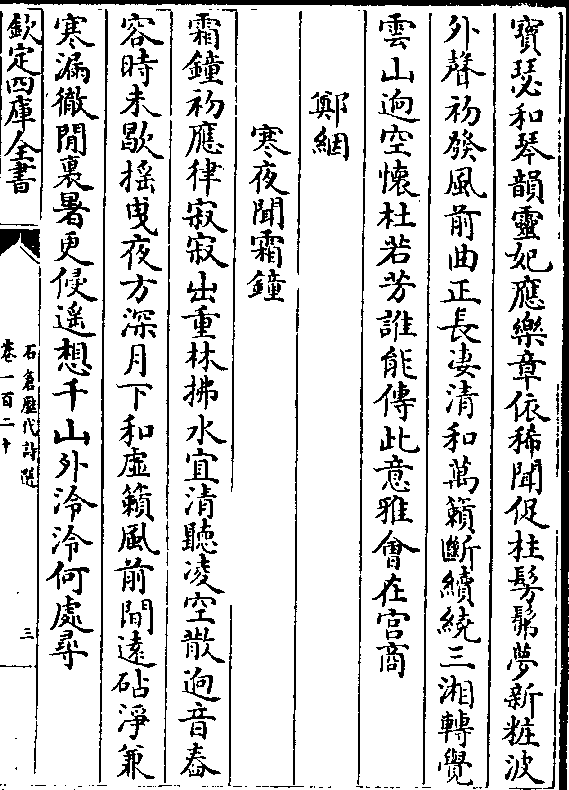 寶瑟和琴韻靈妃應樂章依稀聞促柱髣髴夢新粧波
外聲初發風前曲正長凄清和萬籟斷續繞三湘轉覺
雲山逈空懷杜若芳誰能傳此意雅會在宫商
鄭絪
寒夜聞霜鐘
霜鐘初應律寂寂出重林拂水宜清聽凌空散逈音舂
容時未歇揺曳夜方深月下和虚籟風前間遠砧淨兼
寒漏徹閒裏暑更侵遥想千山外泠泠何處尋
欽定四庫全書
石倉歷代詩選
卷一百二十
三